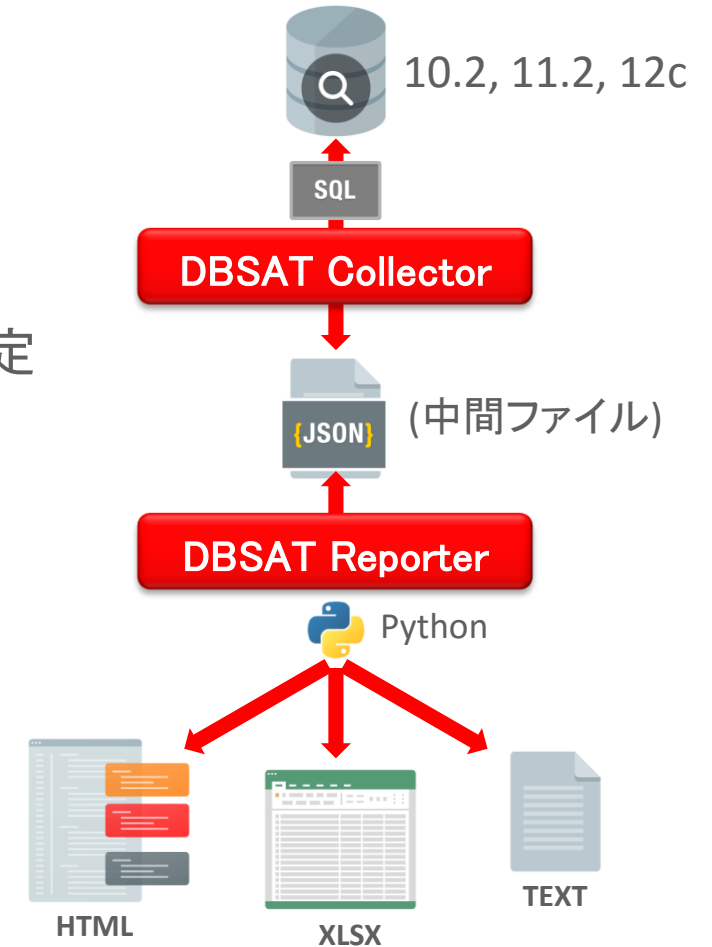 10.2, 11.2, 12c
SQL
DBSAT Collector
定
{JSON}
(中間ファイル)
DBSAT Reporter
Python
HTML
XLSX
TEXT